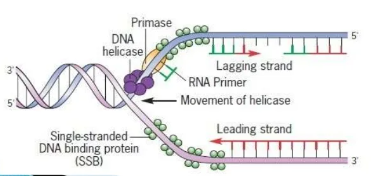 Primase
DNA
helicase
5'
Lagging strand
RNA Primer
3'
5'
Movement of helicase
Single-stranded
DNA binding protein
(SSB)
Leading strand
3'